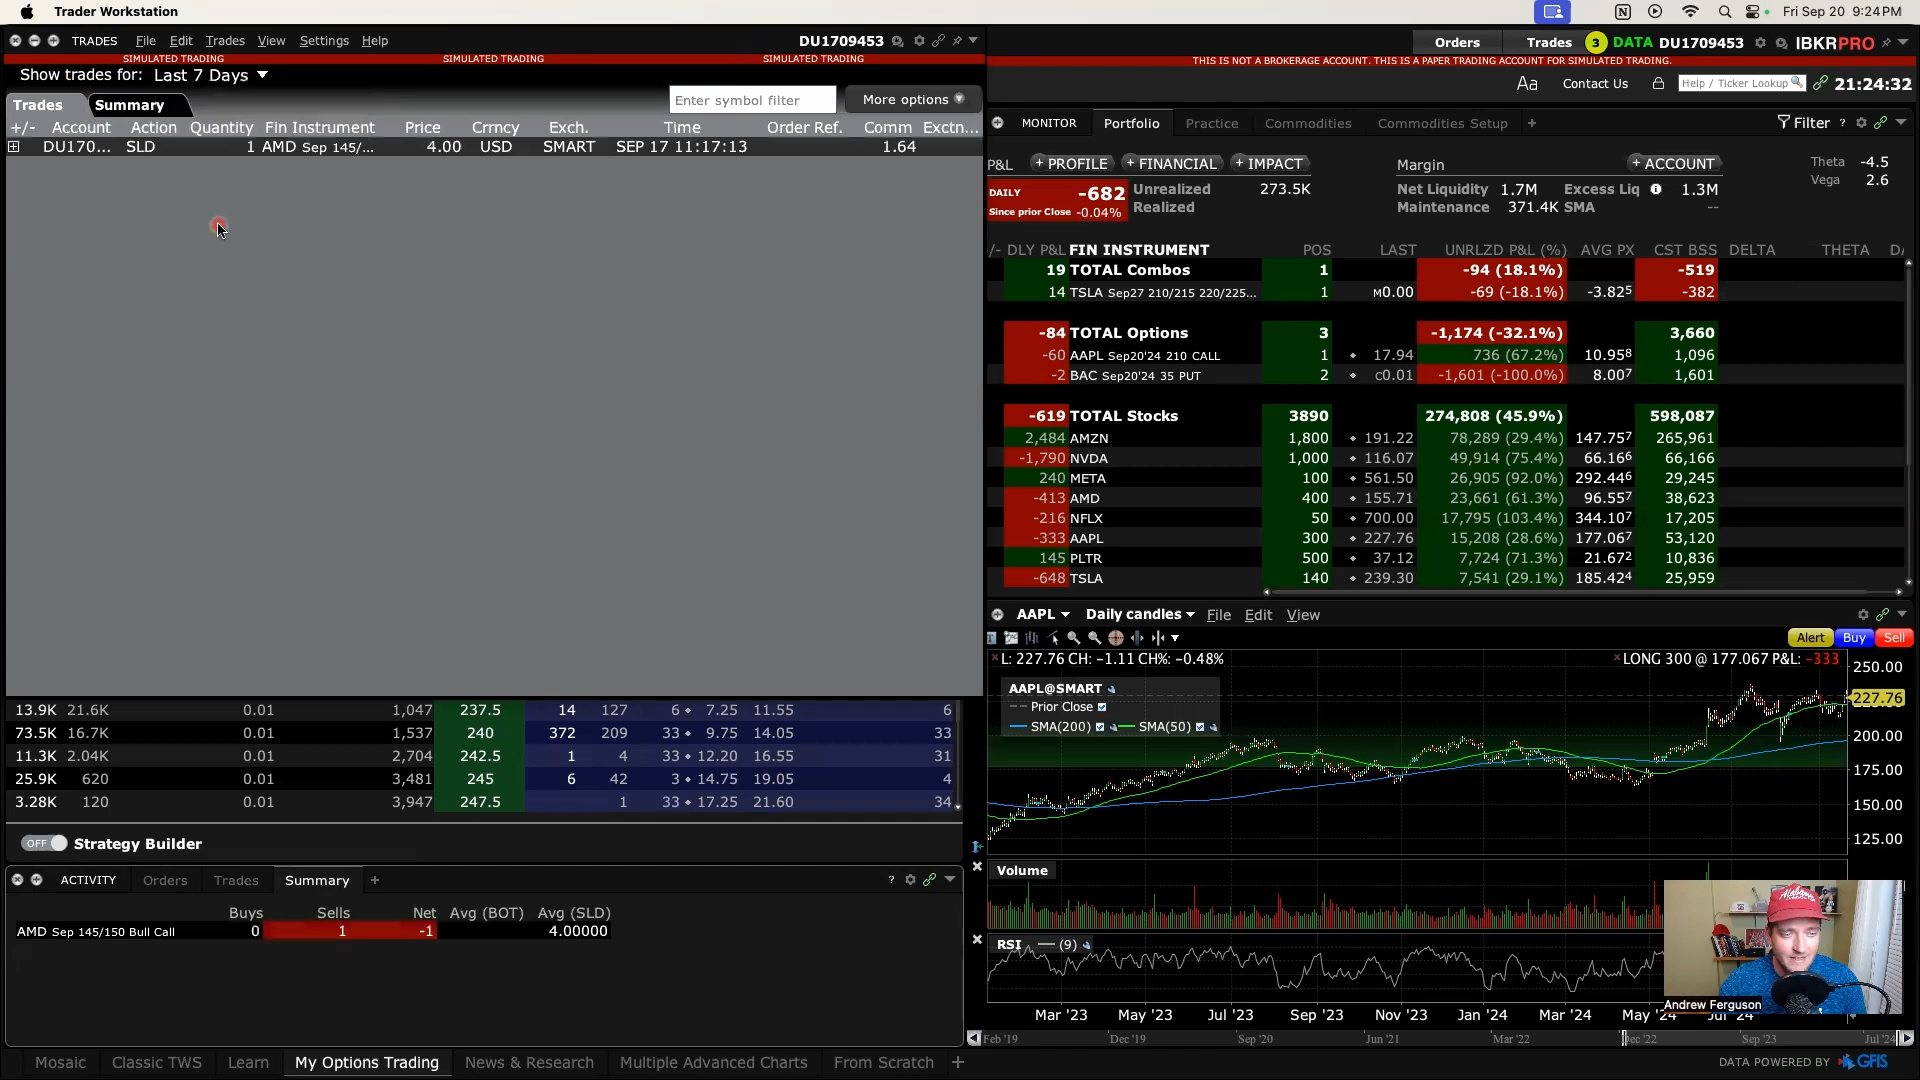 Trader Workstation
N
Fri Sep 20 9:24 PM
TRADES File Edit Trades View Settings Help
DU1709453
SIMULATED TRADING SIMULATED TRADING SIMULATED TRADING
Show trades for: Last 7 Days
Trades Summary
Enter symbol filter
More options
+/- Account Action Quantity Fin Instrument Price Crrncy Exch. Time Order Ref. Comm Exctn...
DU170... SLD 1 AMD Sep 145/... 4.00 USD SMART SEP 17 11:17:13 1.64
Orders Trades 3 DATA DU1709453 IBKRPRO
THIS IS NOT A BROKERAGE ACCOUNT. THIS IS A PAPER TRADING ACCOUNT FOR SIMULATED TRADING.
Aa Contact Us Help / Ticker Lookup 21:24:32
MONITOR Portfolio Practice Commodities Commodities Setup + Filter ?
P&L + PROFILE + FINANCIAL + IMPACT Margin + ACCOUNT Theta -4.5
Vega 2.6
DAILY -682 Unrealized 273.5K Net Liquidity 1.7M Excess Liq 1.3M
Since prior Close -0.04% Realized Maintenance 371.4K SMA --
/- DLY P&L FIN INSTRUMENT POS LAST UNRLZD P&L (%) AVG PX CST BSS DELTA THETA
19 TOTAL Combos 1 -94 (18.1%) -519
14 TSLA Sep27 210/215 220/225... 1 M0.00 -69 (-18.1%) -3.825 -382
-84 TOTAL Options 3 -1,174 (-32.1%) 3,660
-60 AAPL Sep20'24 210 CALL 1 17.94 736 (67.2%) 10.958 1,096
-2 BAC Sep20'24 35 PUT 2 C0.01 -1,601 (-100.0%) 8.007 1,601
-619 TOTAL Stocks 3890 274,808 (45.9%) 598,087
2,484 AMZN 1,800 191.22 78,289 (29.4%) 147.757 265,961
-1,790 NVDA 1,000 116.07 49,914 (75.4%) 66.166 66,166
240 META 100 561.50 26,905 (92.0%) 292.446 29,245
-413 AMD 400 155.71 23,661 (61.3%) 96.557 38,623
-216 NFLX 50 700.00 17,795 (103.4%) 344.107 17,205
-333 AAPL 300 227.76 15,208 (28.6%) 177.067 53,120
145 PLTR 500 37.12 7,724 (71.3%) 21.672 10,836
-648 TSLA 140 239.30 7,541 (29.1%) 185.424 25,959
AAPL Daily candles File Edit View
Alert Buy Sell
L: 227.76 CH: -1.11 CH%: -0.48%
LONG 300 @ 177.067 P&L: -333
AAPL@SMART
Prior Close
SMA(200) SMA(50)
250.00
227.76
200.00
175.00
150.00
125.00
Volume
RSI (9)
Mar '23 May '23 Jul '23 Sep '23 Nov '23 Jan '24 Mar '24 May '24 Jul '24
Feb '19 Dec '19 Sep '20 Jun '21 Mar '22 Dec '22 Sep '23 Jul '24
13.9K 21.6K 0.01 1,047 237.5 14 127 6 7.25 11.55 6
73.5K 16.7K 0.01 1,537 240 372 209 33 9.75 14.05 33
11.3K 2.04K 0.01 2,704 242.5 1 4 33 12.20 16.55 31
25.9K 620 0.01 3,481 245 6 42 3 14.75 19.05 4
3.28K 120 0.01 3,947 247.5 1 33 17.25 21.60 34
OFF Strategy Builder
ACTIVITY Orders Trades Summary + ?
Buys Sells Net Avg (BOT) Avg (SLD)
AMD Sep 145/150 Bull Call 0 1 -1 4.00000
Alabama
Andrew Ferguson
Mosaic Classic TWS Learn My Options Trading News & Research Multiple Advanced Charts From Scratch +
DATA POWERED BY GFIS